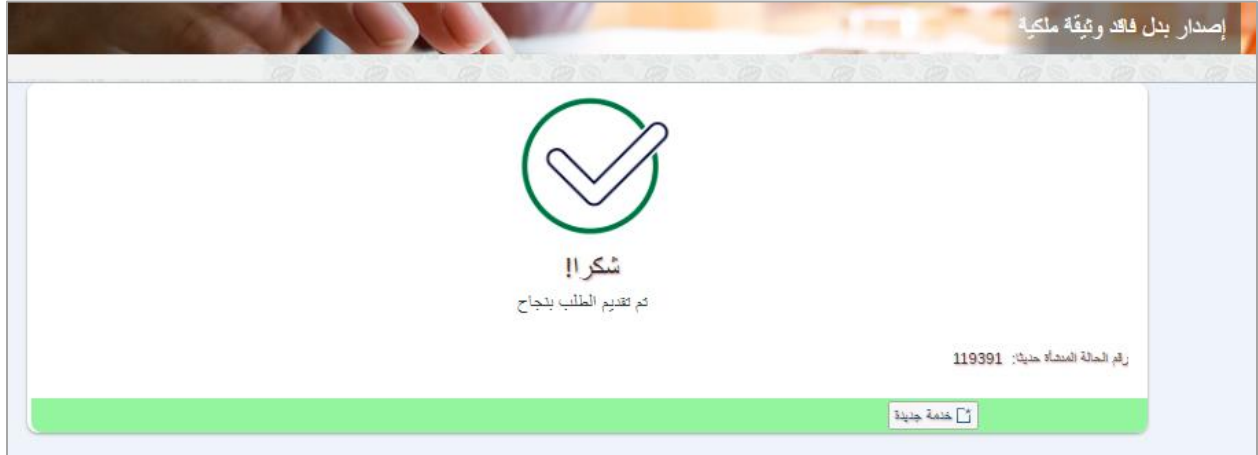 إصدار بدل فاقد وثيقة ملكية
شكرا!!
تم تقديم الطلب بنجاح
رقم الحالة المنشأة حديثا: 119391
خدمة جديدة